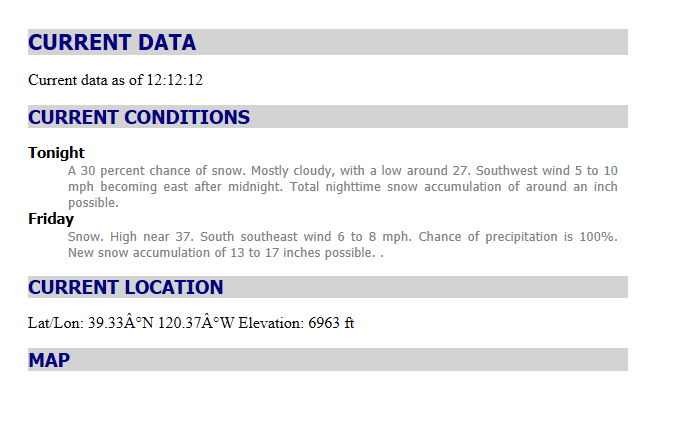 CURRENT DATA
Current data as of 12:12:12
CURRENT CONDITIONS
Tonight
A 30 percent chance of snow. Mostly cloudy, with a low around 27. Southwest wind 5 to 10
mph becoming east after midnight. Total nighttime snow accumulation of around an inch
possible.
Friday
Snow. High near 37. South southeast wind 6 to 8 mph. Chance of precipitation is 100%.
New snow accumulation of 13 to 17 inches possible. .
CURRENT LOCATION
Lat/Lon: 39.33Â°N 120.37Â°W Elevation: 6963 ft
MAP